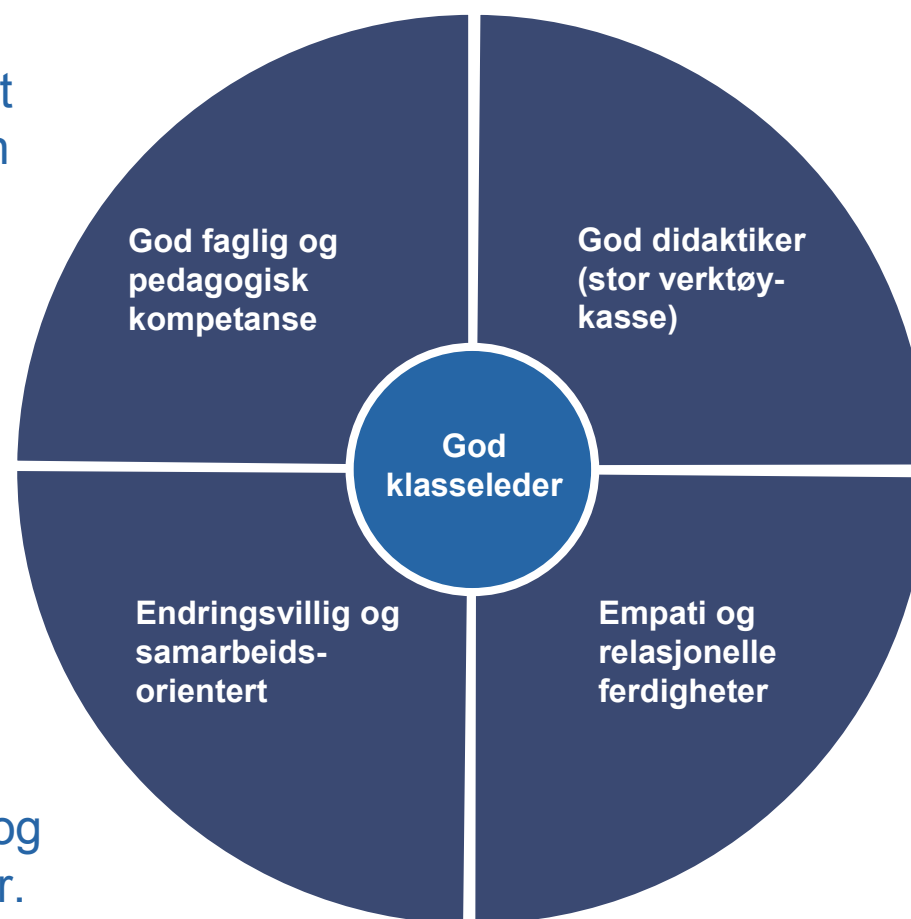 t
n
God faglig og
pedagogisk
kompetanse
God didaktiker
(stor verktøy-
kasse)
God
klasseleder
Endringsvillig og
samarbeids-
orientert
Empati og
relasjonelle
ferdigheter
og
r.